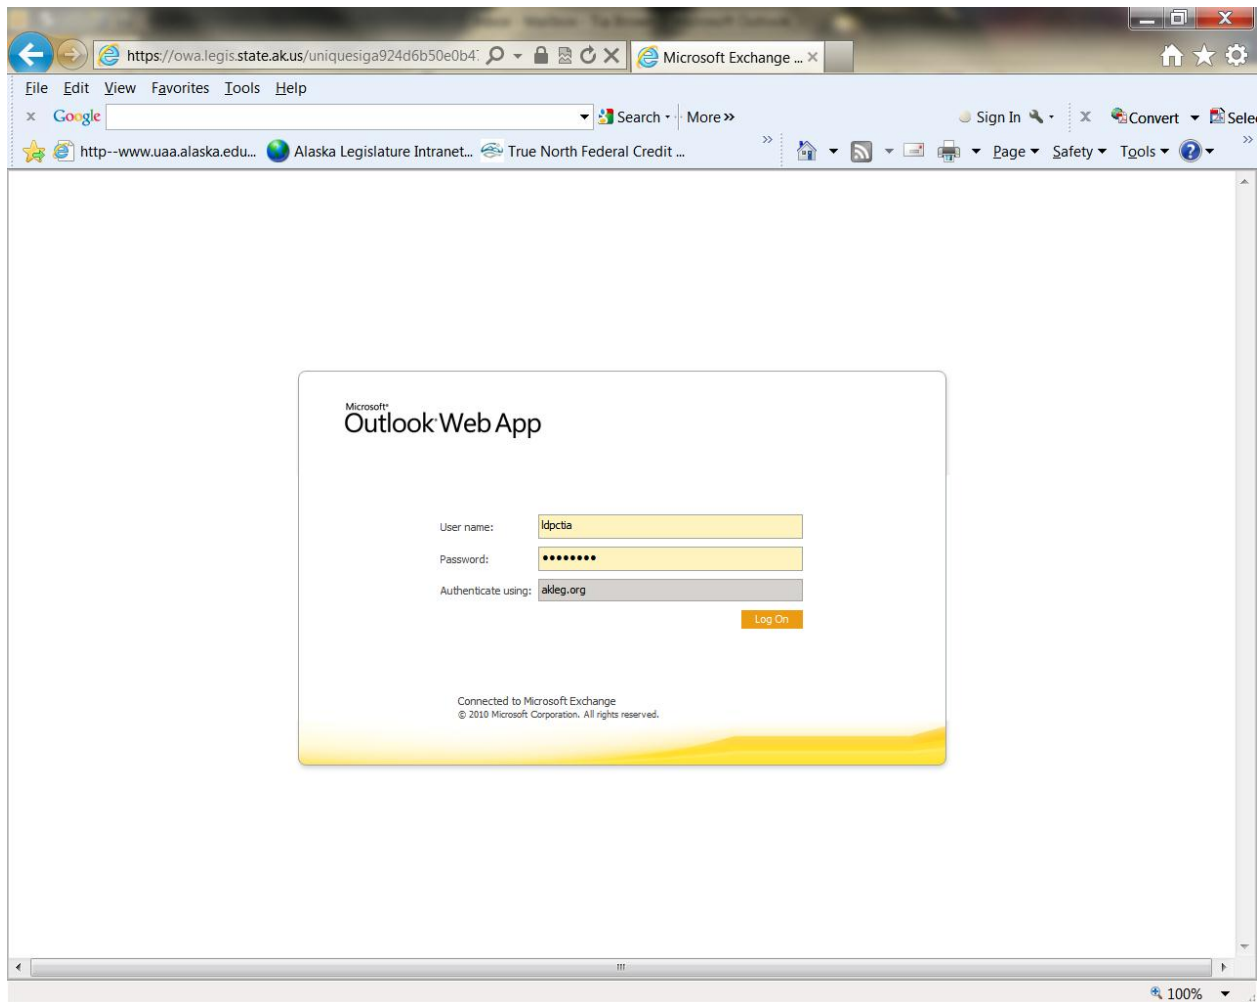 https://owa.legis.state.ak.us/uniquesiga924d6b50e0b4
Microsoft Exchange ...
File Edit View Favorites Tools Help
Google
Search
More »
Sign In
x Convert
Sele
http--www.uaa.alaska.edu...
Alaska Legislature Intranet...
True North Federal Credit ...
»
Page Safety Tools
»
Microsoft
Outlook Web App
User name: ldpctia
Password: ••••••••
Authenticate using: akleg.org
Log On
Connected to Microsoft Exchange
© 2010 Microsoft Corporation. All rights reserved.
100%